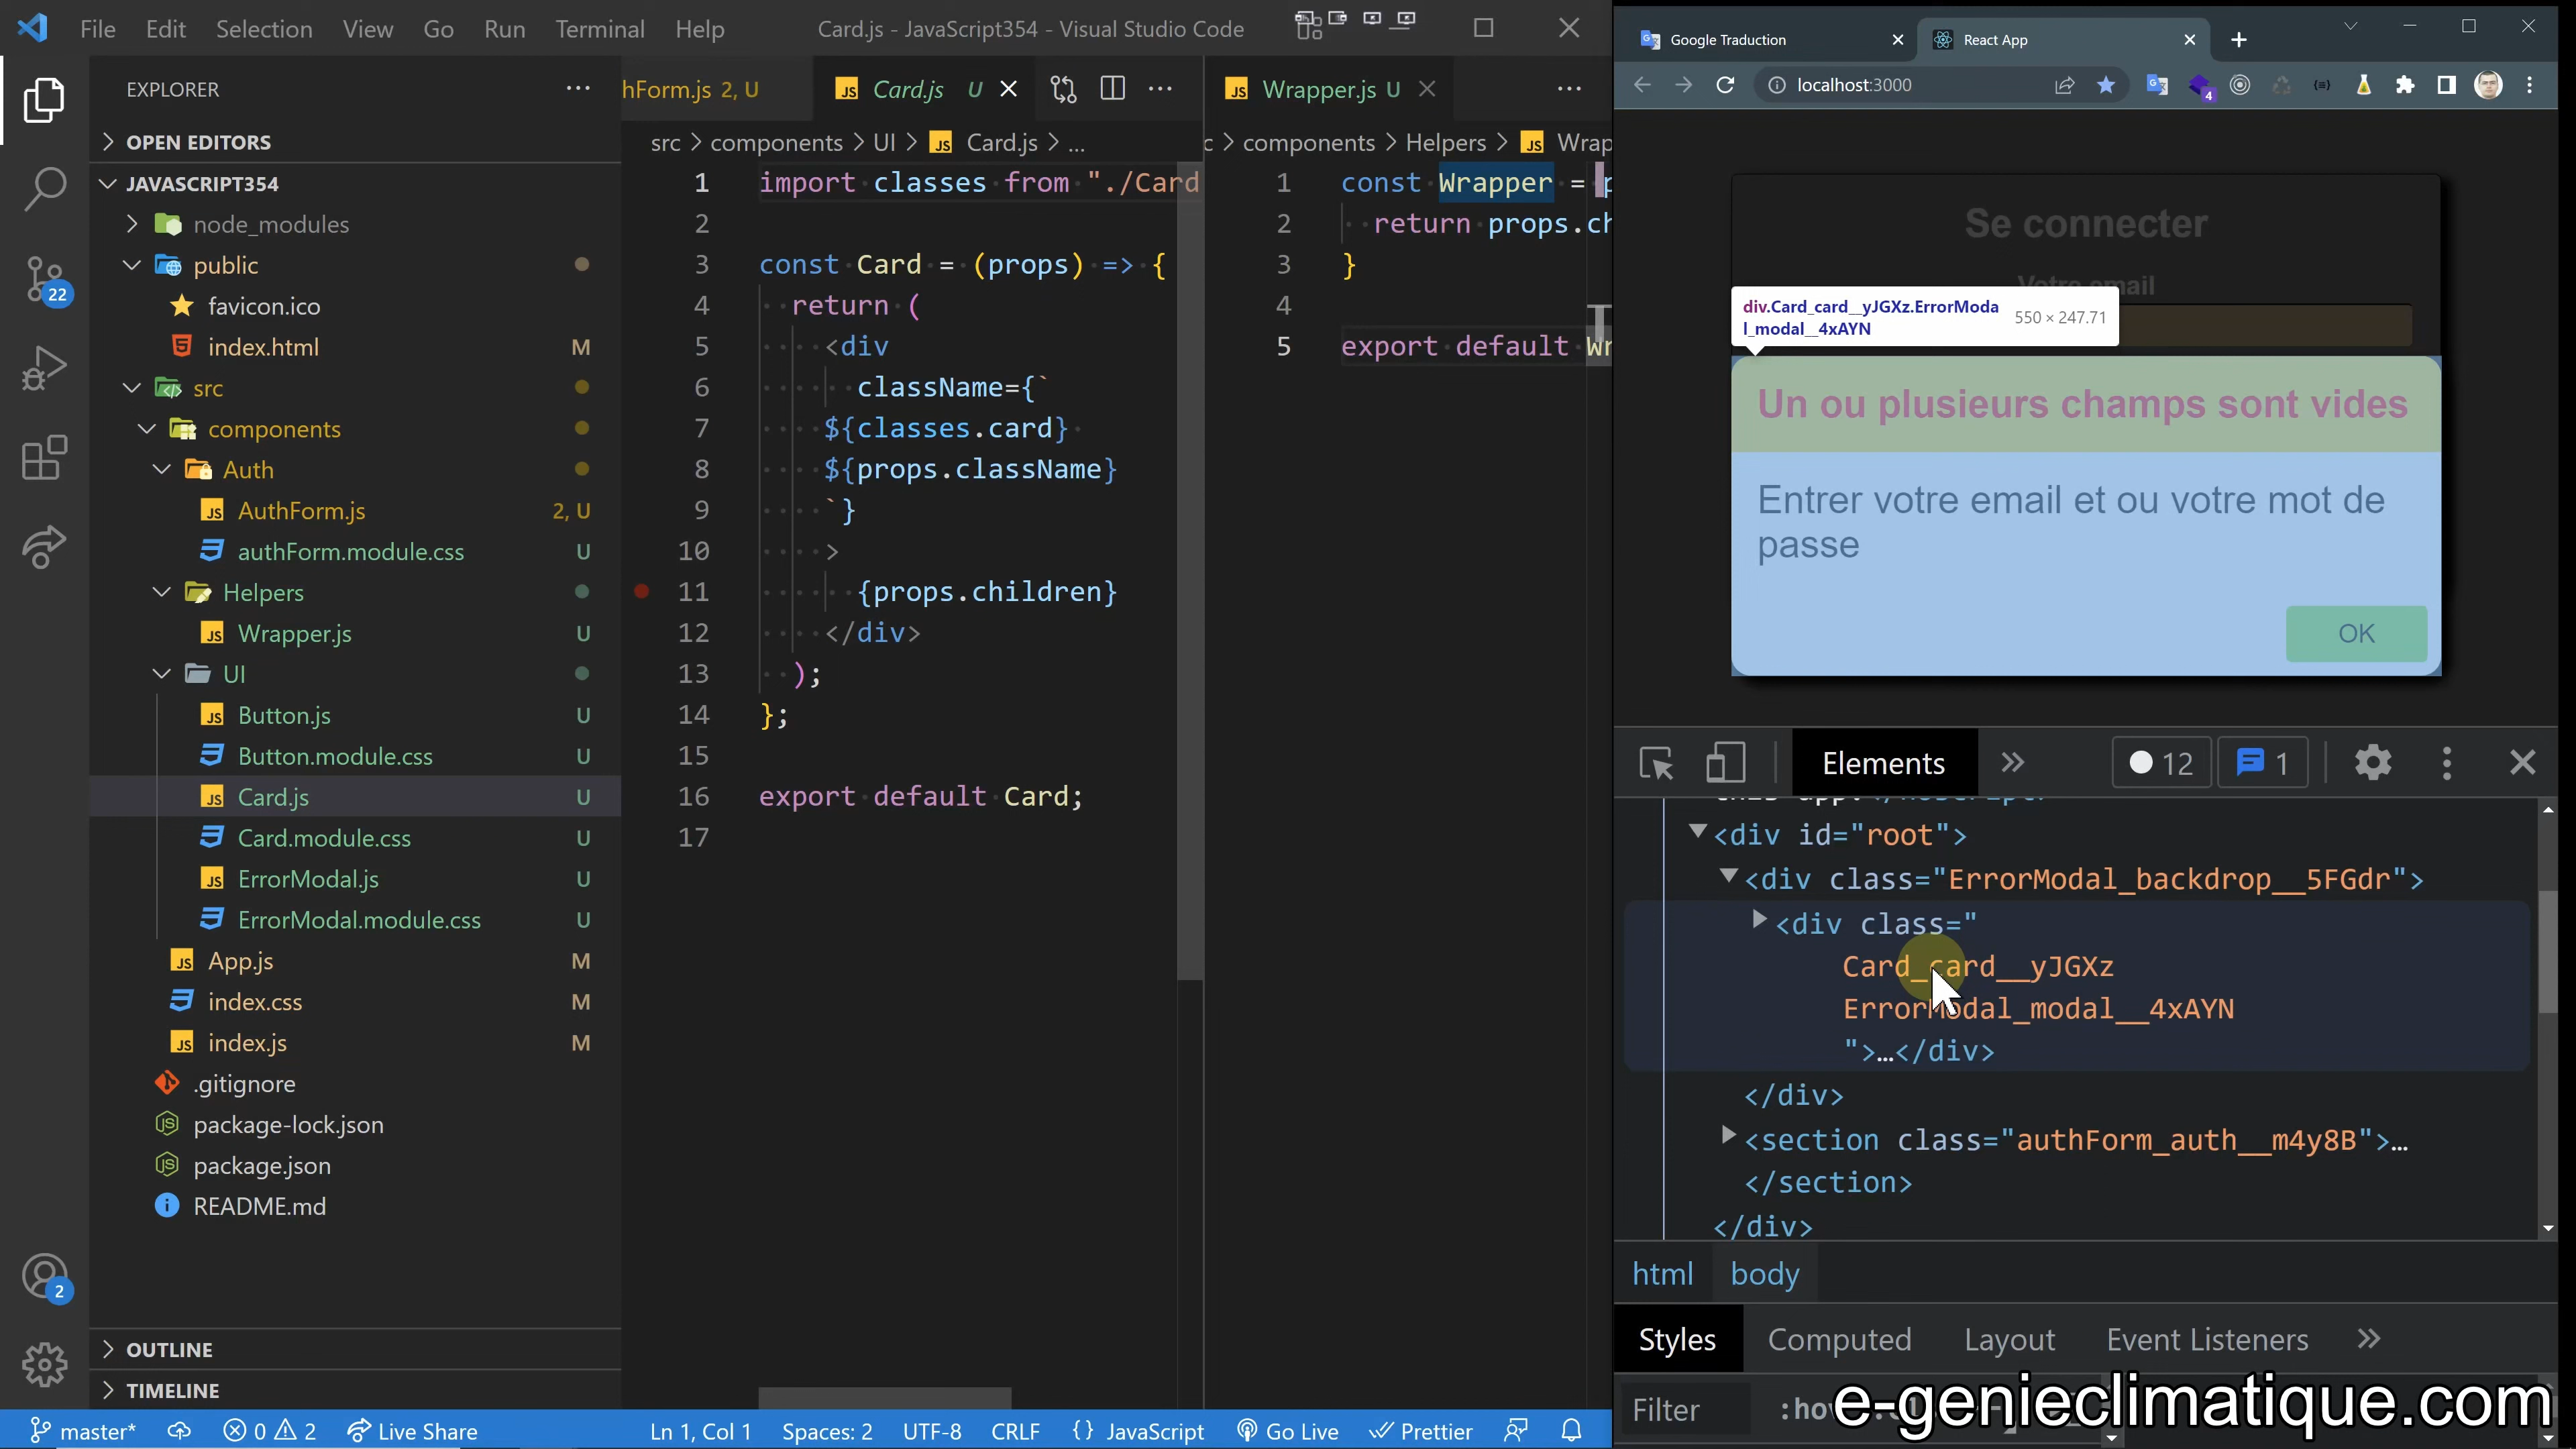 File Edit Selection View Go Run Terminal Help
Card.js - JavaScript354 - Visual Studio Code
EXPLORER
OPEN EDITORS
JAVASCRIPT354
node_modules
public
favicon.ico
index.html M
src
components
Auth
AuthForm.js 2, U
authForm.module.css U
Helpers
Wrapper.js U
UI
Button.js U
Button.module.css U
Card.js U
Card.module.css U
ErrorModal.js U
ErrorModal.module.css U
App.js M
index.css M
index.js M
.gitignore
package-lock.json
package.json
README.md
OUTLINE
TIMELINE
22
2
hForm.js 2, U
Card.js U
src > components > UI > Card.js > ...
1 import classes from "./Card
2
3 const Card = (props) => {
4 return (
5 <div
6 className={`
7 ${classes.card}
8 ${props.className}
9 `}
10 >
11 {props.children}
12 </div>
13 );
14 };
15
16 export default Card;
17
Wrapper.js U
c > components > Helpers > Wrap
1 const Wrapper = p
2 return props.ch
3 }
4
5 export default Wr
master* 0 2 Live Share Ln 1, Col 1 Spaces: 2 UTF-8 CRLF {} JavaScript Go Live Prettier
Google Traduction
React App
localhost:3000
4
Se connecter
Votre email
div.Card_card__yJGXz.ErrorModa
l_modal__4xAYN
550 × 247.71
Un ou plusieurs champs sont vides
Entrer votre email et ou votre mot de
passe
OK
Elements 12 1
<div id="root">
<div class="ErrorModal_backdrop__5FGdr">
<div class="
Card_card__yJGXz
ErrorModal_modal__4xAYN
">…</div>
</div>
<section class="authForm_auth__m4y8B">…
</section>
</div>
html body
Styles Computed Layout Event Listeners
Filter :hov
e-genieclimatique.com